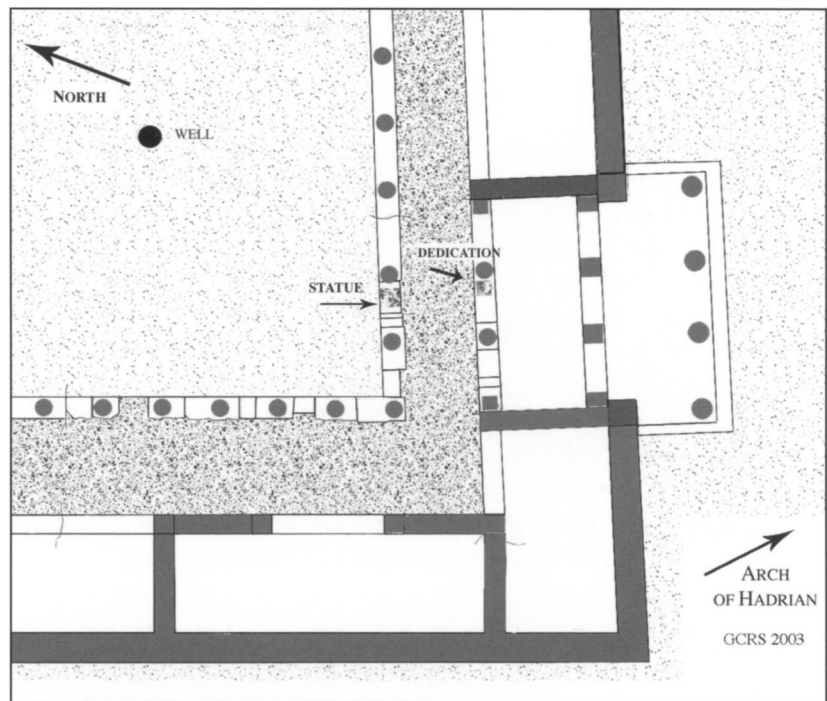 NORTH
WELL
DEDICATION
STATUE
ARCH
OF HADRIAN
GCRS 2003